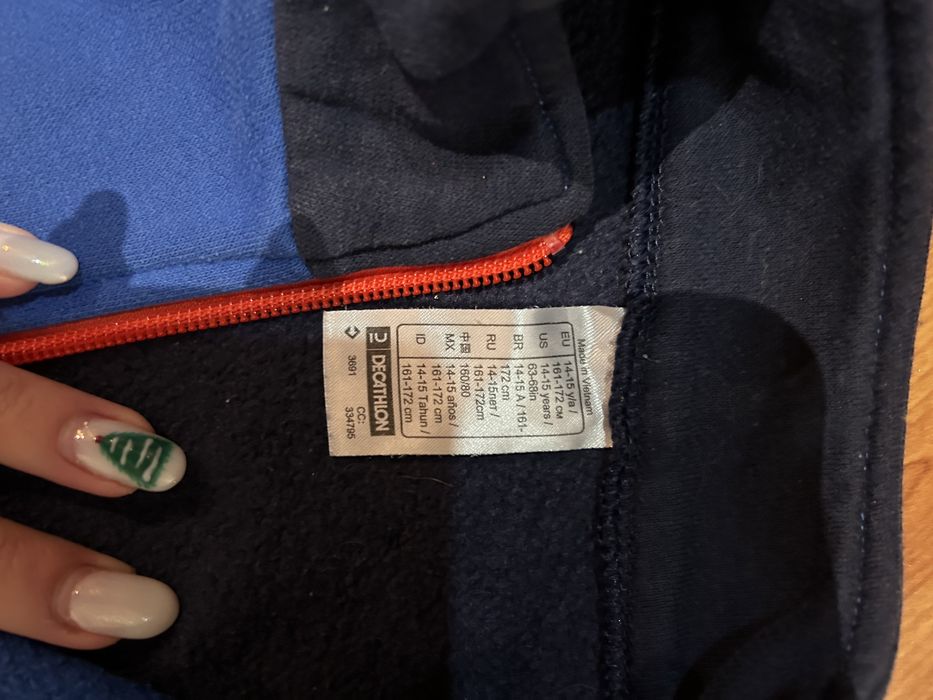 Made in Vietnam
EU 14-15 y/a /
161-172 см
US 14-15 years /
63-68in
BR 14-15 A / 161-
172 cm
RU 14-15лет /
161-172cm
中国 160/80
MX 14-15 años /
161-172 cm
ID 14-15 Tahun /
161-172 cm
DECATHLON
CC:
3691 334795